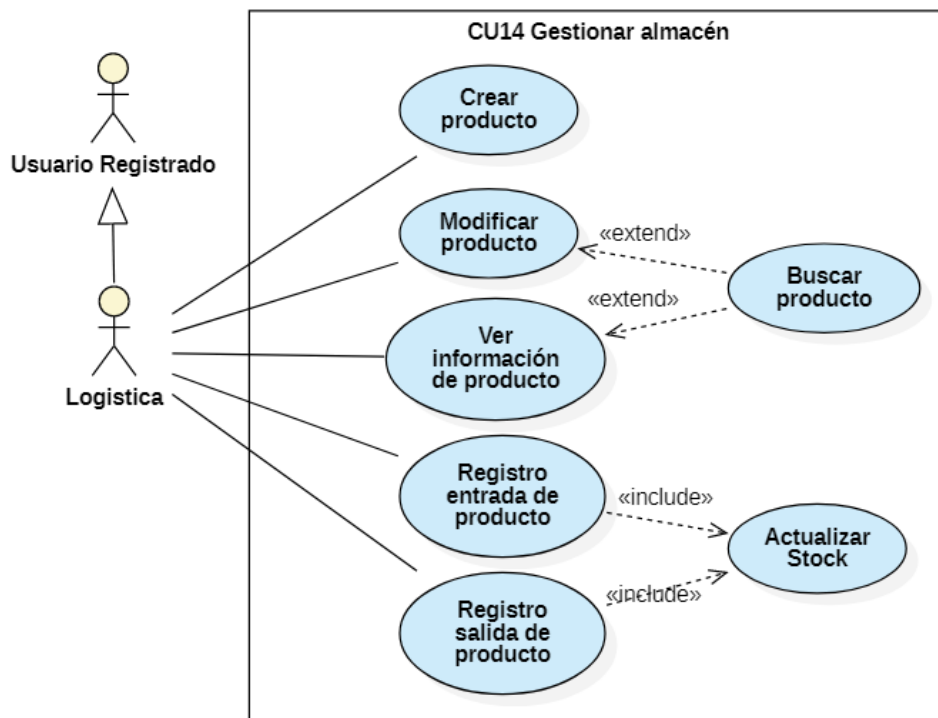 CU14 Gestionar almacén
Crear
producto
Usuario Registrado
Modificar
producto
«extend»
Buscar
producto
«extend»
Ver
información
de producto
Logistica
Registro
entrada de
producto
«include»
Actualizar
Stock
«include»
Registro
salida de
producto